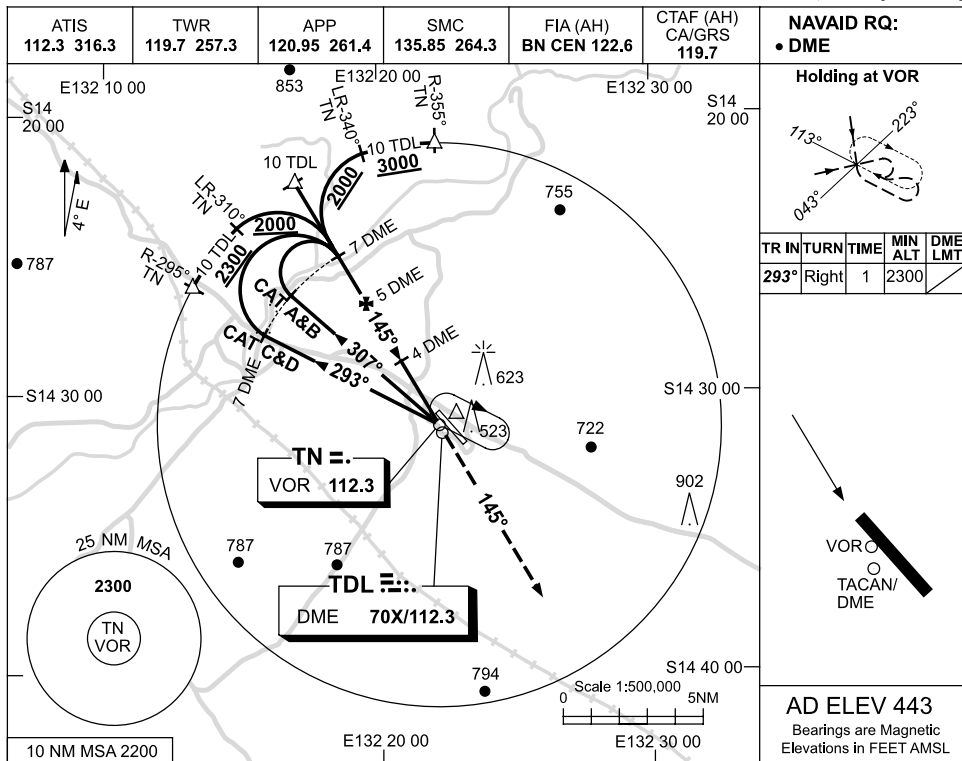 ATIS
112.3 316.3
TWR
119.7 257.3
APP
120.95 261.4
SMC
135.85 264.3
FIA (AH)
BN CEN 122.6
CTAF (AH)
CA/GRS
119.7
NAVAID RQ:
• DME
E132 10 00
853
E132 20 00
E132 30 00
S14
20 00
S14
20 00
R-355°
TN
LR-340°
TN
10 TDL
3000
10 TDL
2000
755
4° E
LR-310°
TN
2000
10 TDL
2300
R-295°
TN
7 DME
787
5 DME
CAT A&B
145°
4 DME
CAT C&D
307°
293°
7 DME
623
S14 30 00
S14 30 00
523
722
TN
VOR 112.3
902
145°
25 NM MSA
2300
TN
VOR
787
787
TDL
DME 70X/112.3
S14 40 00
794
Scale 1:500,000
0
5NM
10 NM MSA 2200
E132 20 00
E132 30 00
Holding at VOR
113°
223°
043°
TR IN
TURN
TIME
MIN
ALT
DME
LMT
293°
Right
1
2300
VOR
TACAN/
DME
AD ELEV 443
Bearings are Magnetic
Elevations in FEET AMSL